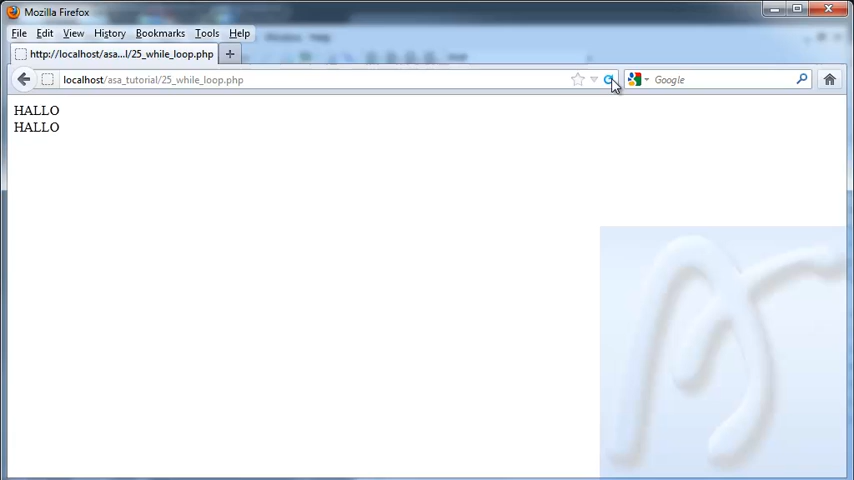 Mozilla Firefox
File Edit View History Bookmarks Tools Help
http://localhost/asa...l/25_while_loop.php
localhost/asa_tutorial/25_while_loop.php
Google
HALLO
HALLO